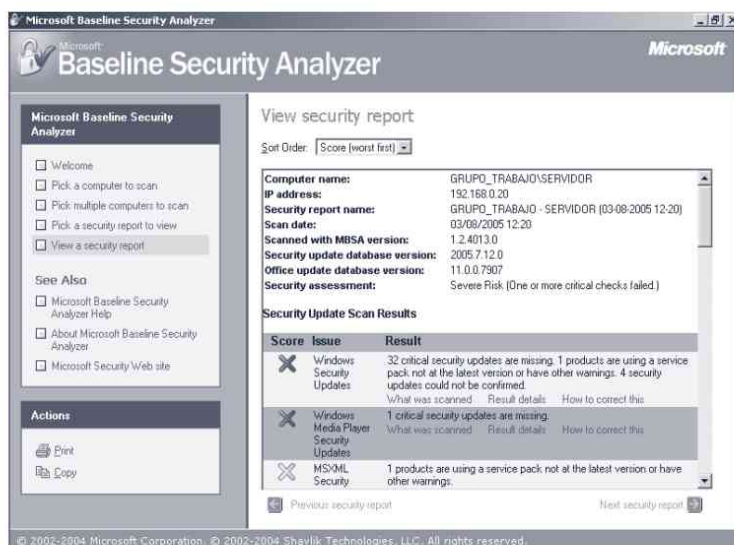 Microsoft Baseline Security Analyzer
Microsoft
Baseline Security Analyzer
Microsoft
Microsoft Baseline Security
Analyzer
Welcome
Pick a computer to scan
Pick multiple computers to scan
Pick a security report to view
View a security report
See Also
Microsoft Baseline Security
Analyzer Help
About Microsoft Baseline Security
Analyzer
Microsoft Security Web site
Actions
Print
Copy
View security report
Sort Order: Score (worst first)
Computer name: GRUPO_TRABAJO\SERVIDOR
IP address: 192.168.0.20
Security report name: GRUPO_TRABAJO - SERVIDOR (03-08-2005 12-20)
Scan date: 03/08/2005 12:20
Scanned with MBSA version: 1.2.4013.0
Security update database version: 2005.7.12.0
Office update database version: 11.0.0.7907
Security assessment: Severe Risk (One or more critical checks failed.)
Security Update Scan Results
Score Issue Result
Windows Security Updates
32 critical security updates are missing. 1 products are using a service
pack not at the latest version or have other warnings. 4 security
updates could not be confirmed.
What was scanned Result details How to correct this
Windows Media Player Security Updates
1 critical security updates are missing.
What was scanned Result details How to correct this
MSXML Security
1 products are using a service pack not at the latest version or have
other warnings.
Previous security report
Next security report
© 2002-2004 Microsoft Corporation. © 2002-2004 Shavlik Technologies, LLC. All rights reserved.